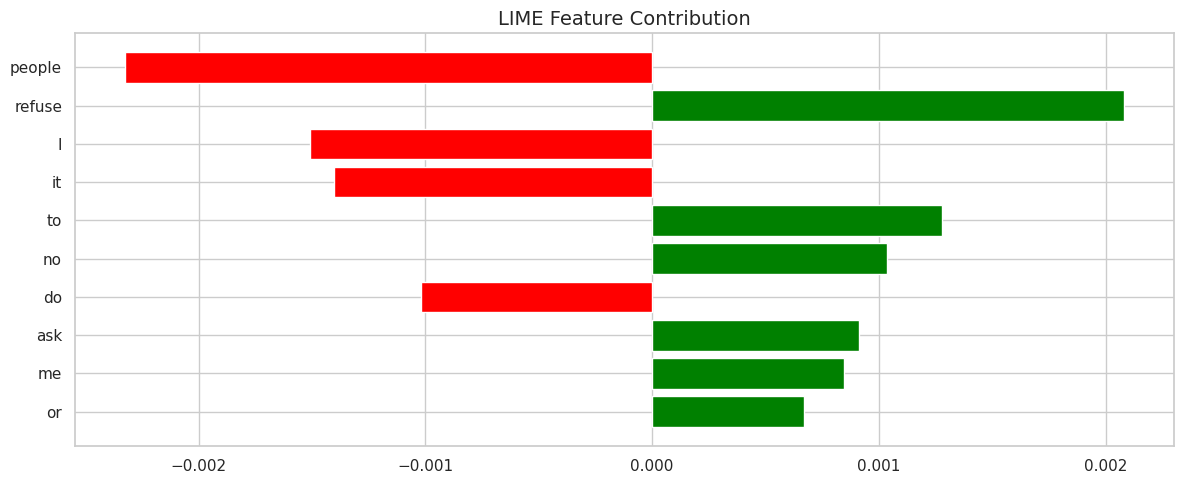 LIME Feature Contribution
people
refuse
I
it
to
no
do
ask
me
or
−0.002 −0.001 0.000 0.001 0.002